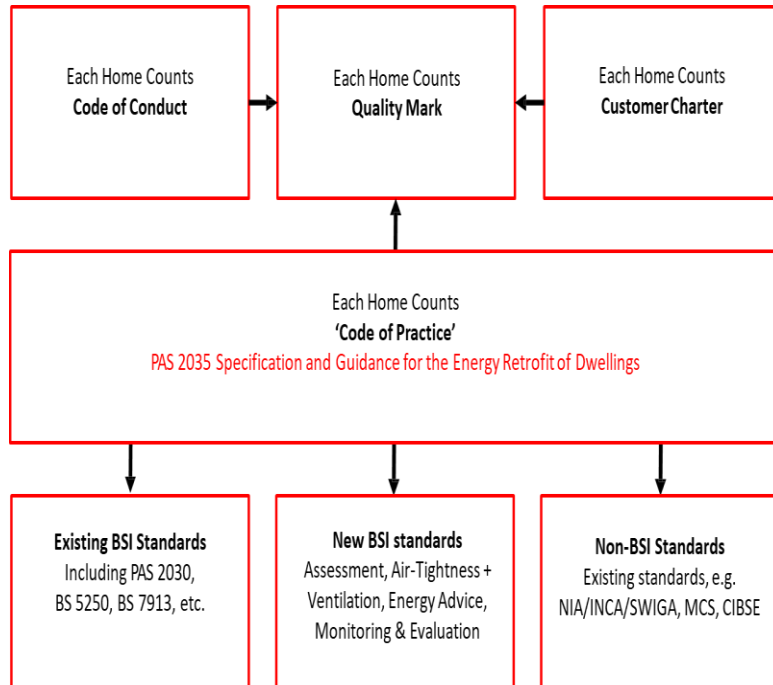 Each Home Counts
Code of Conduct
Each Home Counts
Quality Mark
Each Home Counts
Customer Charter
Each Home Counts
‘Code of Practice’
PAS 2035 Specification and Guidance for the Energy Retrofit of Dwellings
Existing BSI Standards
Including PAS 2030,
BS 5250, BS 7913, etc.
New BSI standards
Assessment, Air-Tightness +
Ventilation, Energy Advice,
Monitoring & Evaluation
Non-BSI Standards
Existing standards, e.g.
NIA/INCA/SWIGA, MCS, CIBSE